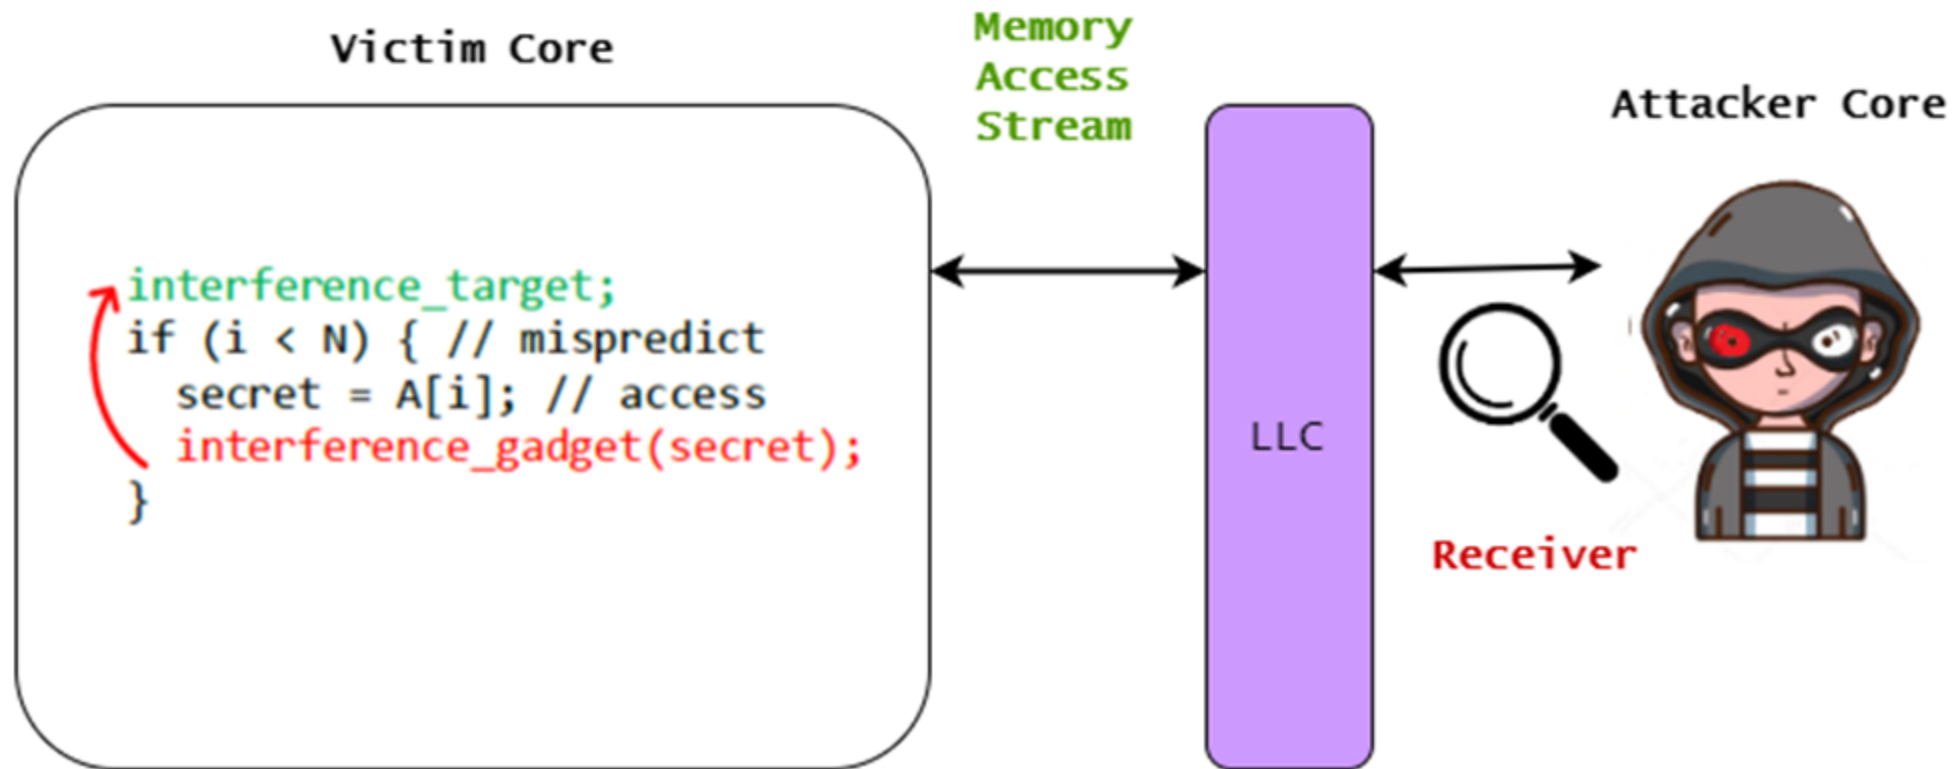 Victim Core
Memory
Access
Stream
Attacker Core
interference_target;
if (i < N) { // mispredict
secret = A[i]; // access
interference_gadget(secret);
}
LLC
Receiver